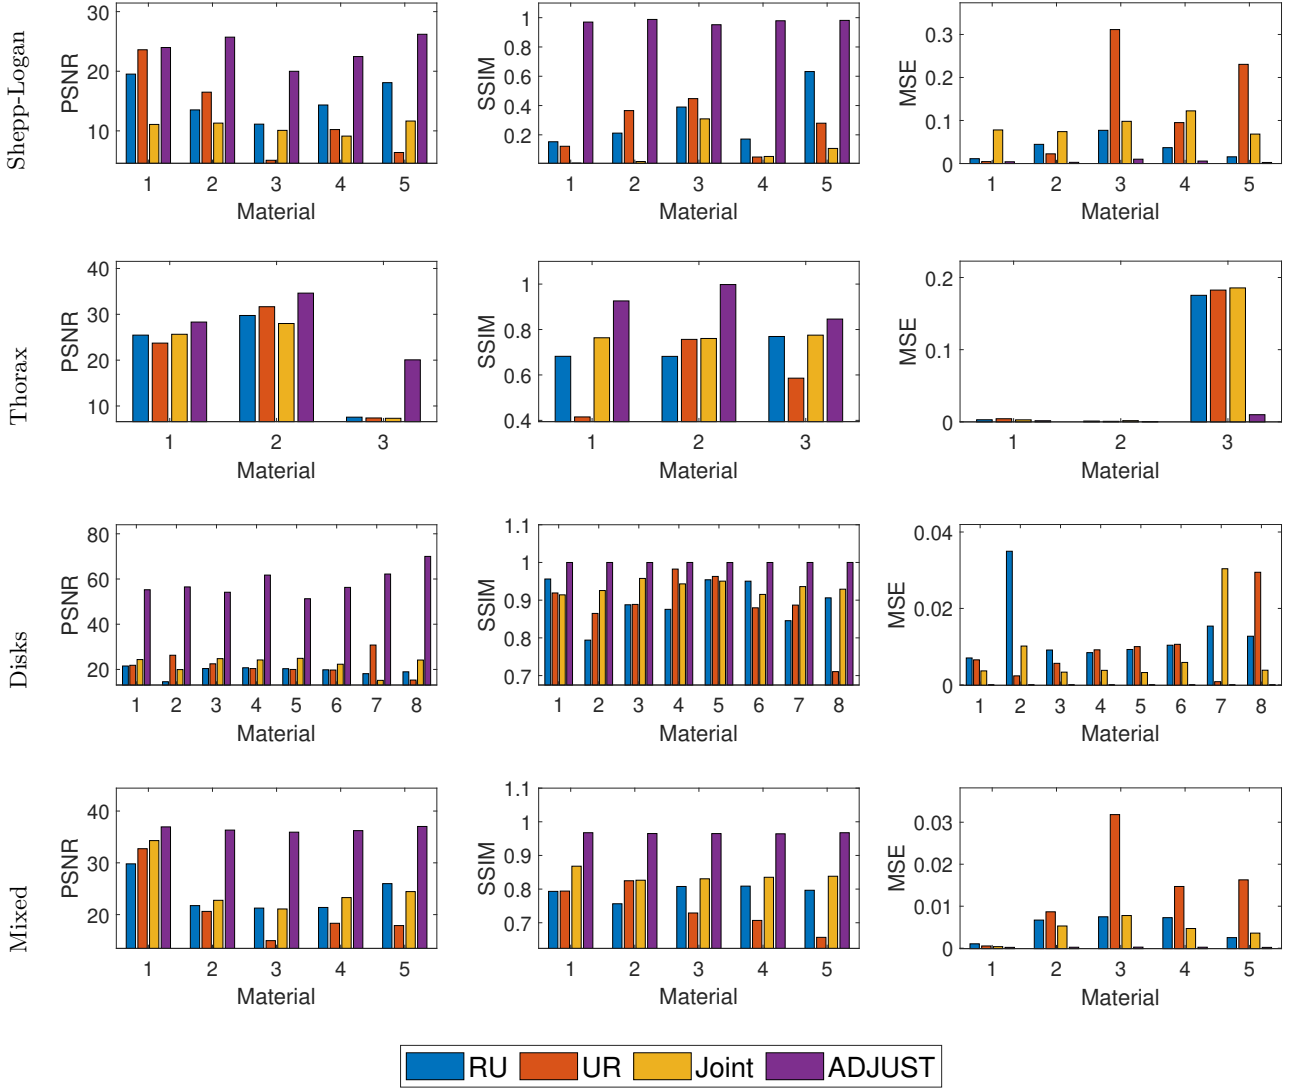 Shepp-Logan
PSNR
30
20
10
1 2 3 4 5
Material
SSIM
1
0.8
0.6
0.4
0.2
1 2 3 4 5
Material
MSE
0.3
0.2
0.1
0
1 2 3 4 5
Material
Thorax
PSNR
40
30
20
10
1 2 3
Material
SSIM
1
0.8
0.6
0.4
1 2 3
Material
MSE
0.2
0.1
0
1 2 3
Material
Disks
PSNR
80
60
40
20
1 2 3 4 5 6 7 8
Material
SSIM
1.1
1
0.9
0.8
0.7
1 2 3 4 5 6 7 8
Material
MSE
0.04
0.02
0
1 2 3 4 5 6 7 8
Material
Mixed
PSNR
40
30
20
1 2 3 4 5
Material
SSIM
1.1
1
0.9
0.8
0.7
1 2 3 4 5
Material
MSE
0.03
0.02
0.01
0
1 2 3 4 5
Material
RU UR Joint ADJUST